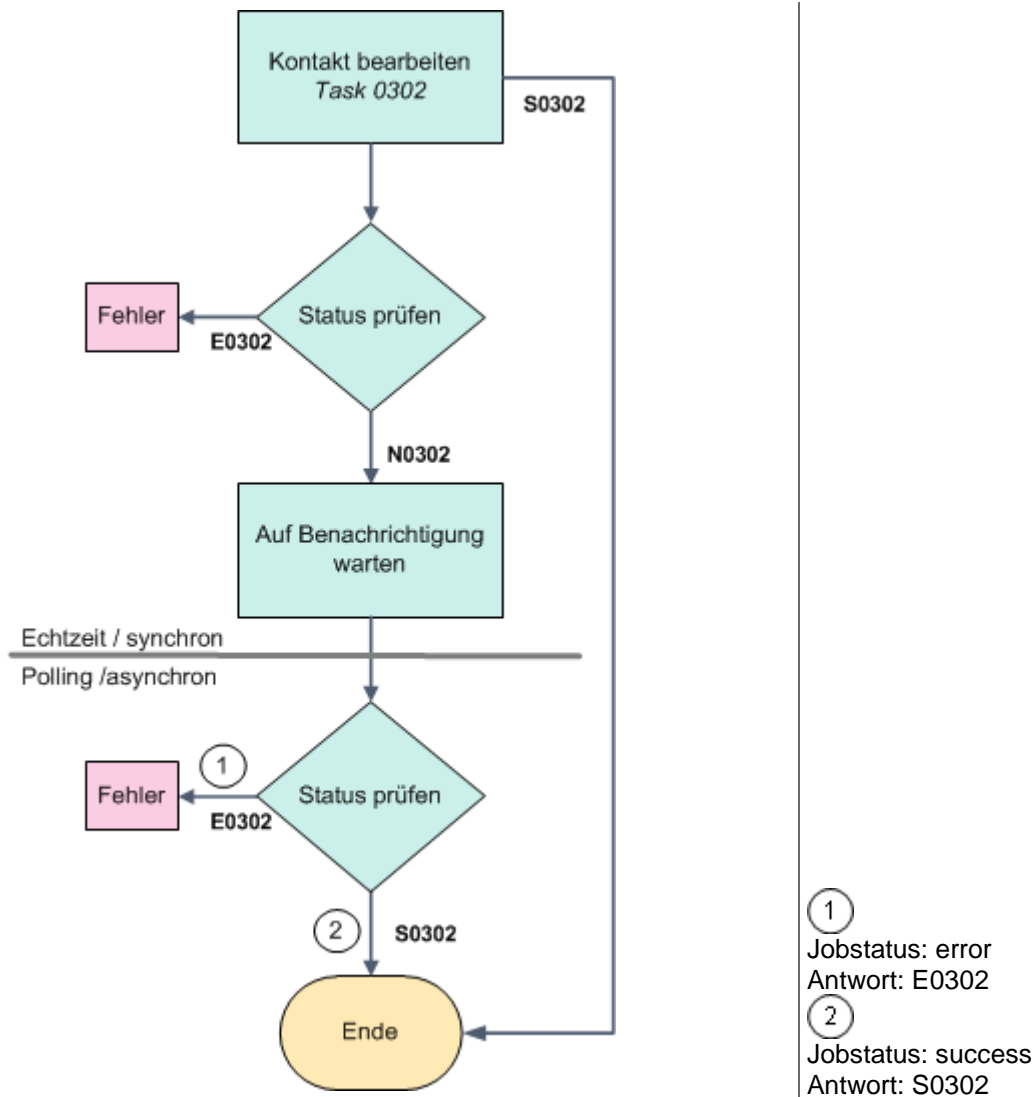 Kontakt bearbeiten
Task 0302
S0302
Status prüfen
Fehler
E0302
N0302
Auf Benachrichtigung
warten
Echtzeit / synchron
Polling /asynchron
1
Fehler
Status prüfen
E0302
2
S0302
Ende
1
Jobstatus: error
Antwort: E0302
2
Jobstatus: success
Antwort: S0302